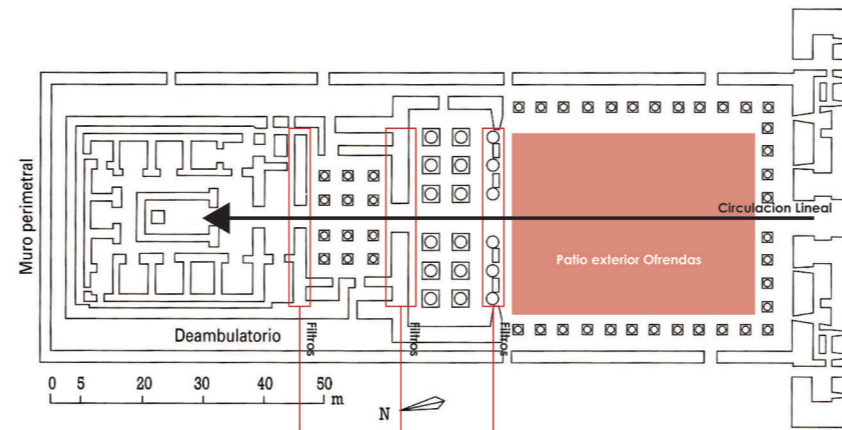 Muro perimetral
Circulacion Lineal
Patio exterior Ofrendas
Deambulatorio
Filtros
Filtros
Filtros
0 5 20 30 40 50
m
N